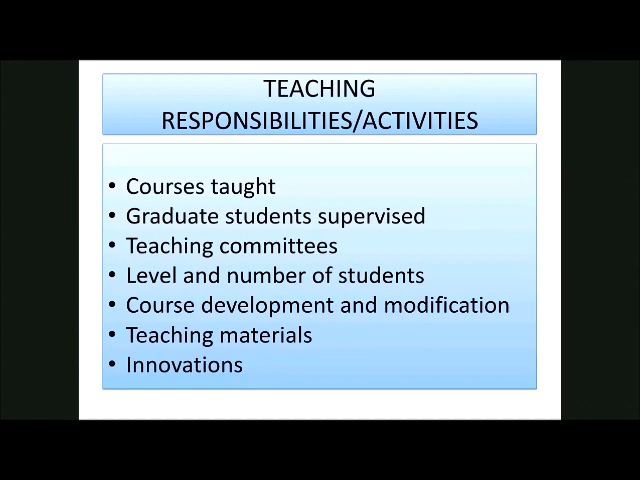 TEACHING
RESPONSIBILITIES/ACTIVITIES
• Courses taught
• Graduate students supervised
• Teaching committees
• Level and number of students
• Course development and modification
• Teaching materials
• Innovations